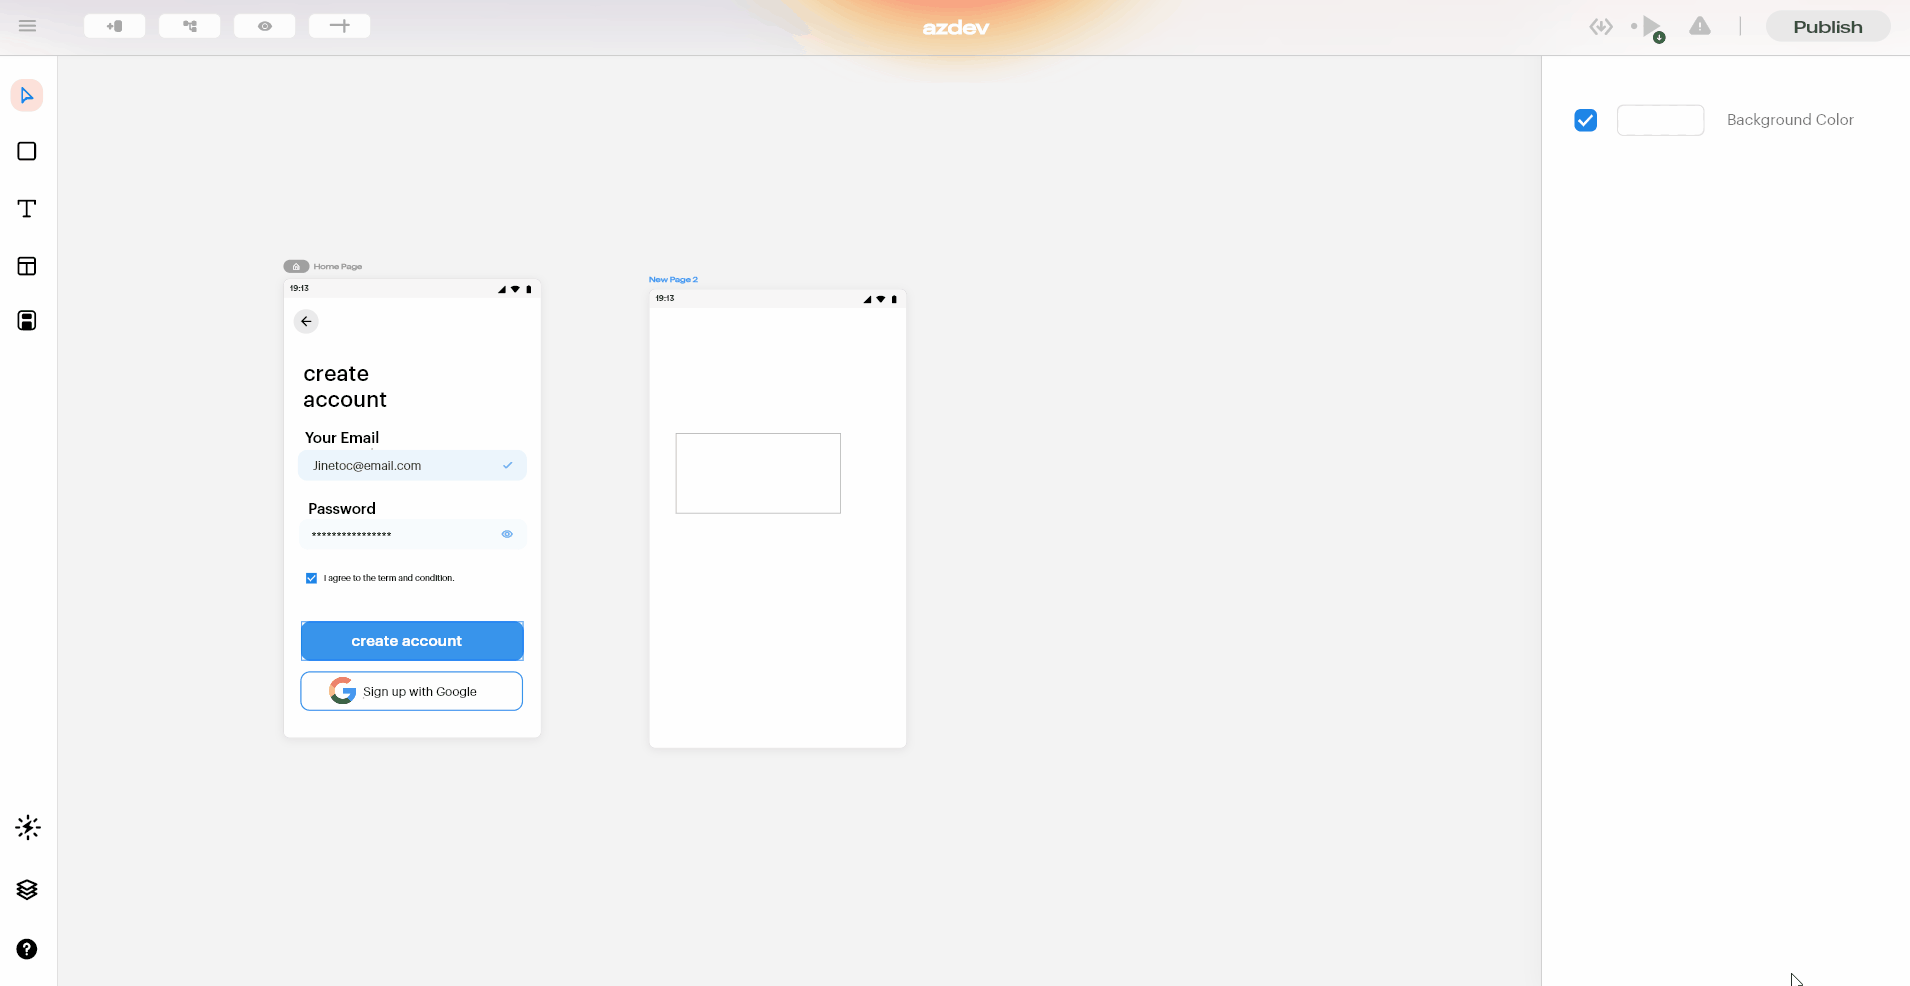 azdev
Publish
Background Color
Home Page
19:13
create
account
Your Email
Jinetoc@email.com
Password
****************
I agree to the term and condition.
create account
Sign up with Google
New Page 2
19:13